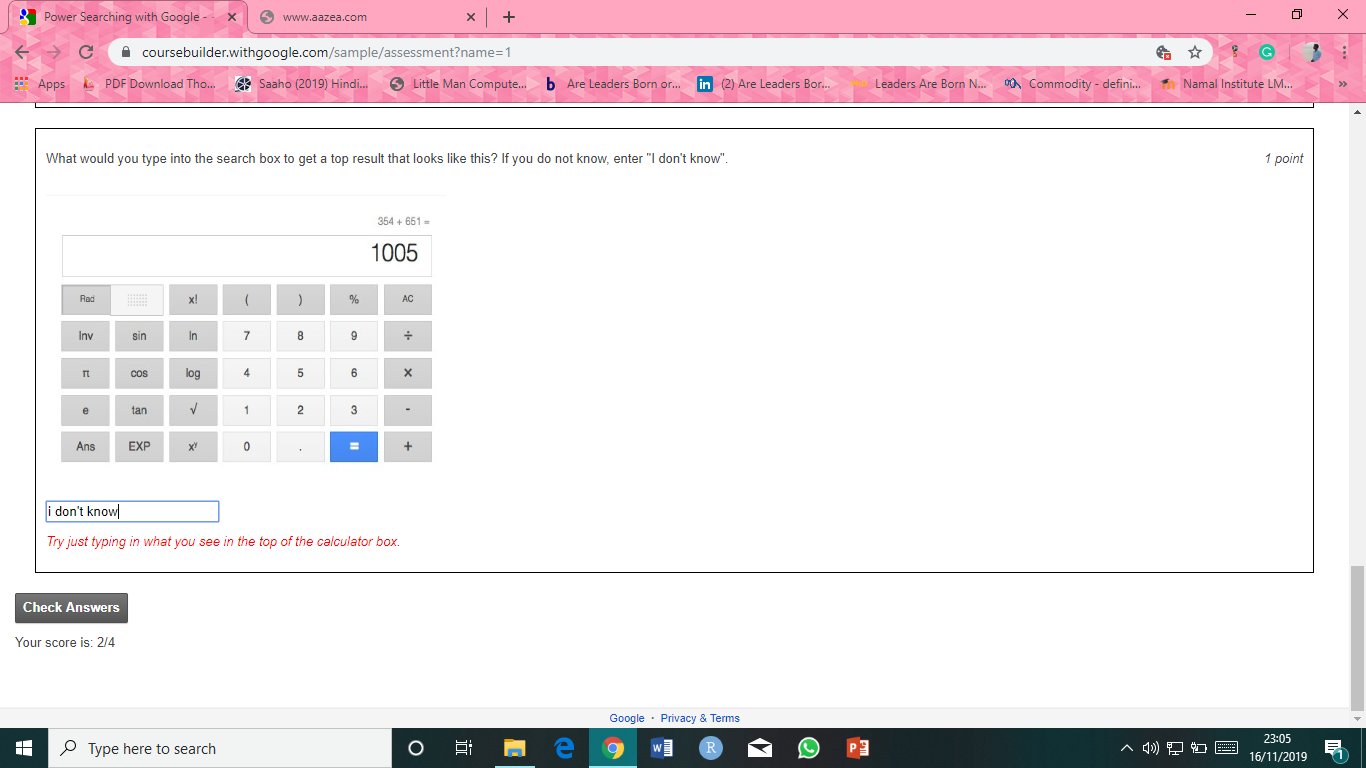 Power Searching with Google -
www.aazea.com
coursebuilder.withgoogle.com/sample/assessment?name=1
Apps PDF Download Tho... Saaho (2019) Hindi... Little Man Compute... b Are Leaders Born or... in (2) Are Leaders Bor... Leaders Are Born N... Commodity - defini... Namal Institute LM... »
What would you type into the search box to get a top result that looks like this? If you do not know, enter "I don't know". 1 point
354 + 651 =
1005
Rad x! ( ) % AC
Inv sin ln 7 8 9 ÷
π cos log 4 5 6 ×
e tan √ 1 2 3 -
Ans EXP xʸ 0 . = +
i don't know
Try just typing in what you see in the top of the calculator box.
Check Answers
Your score is: 2/4
Google · Privacy & Terms
Type here to search
23:05
16/11/2019
1